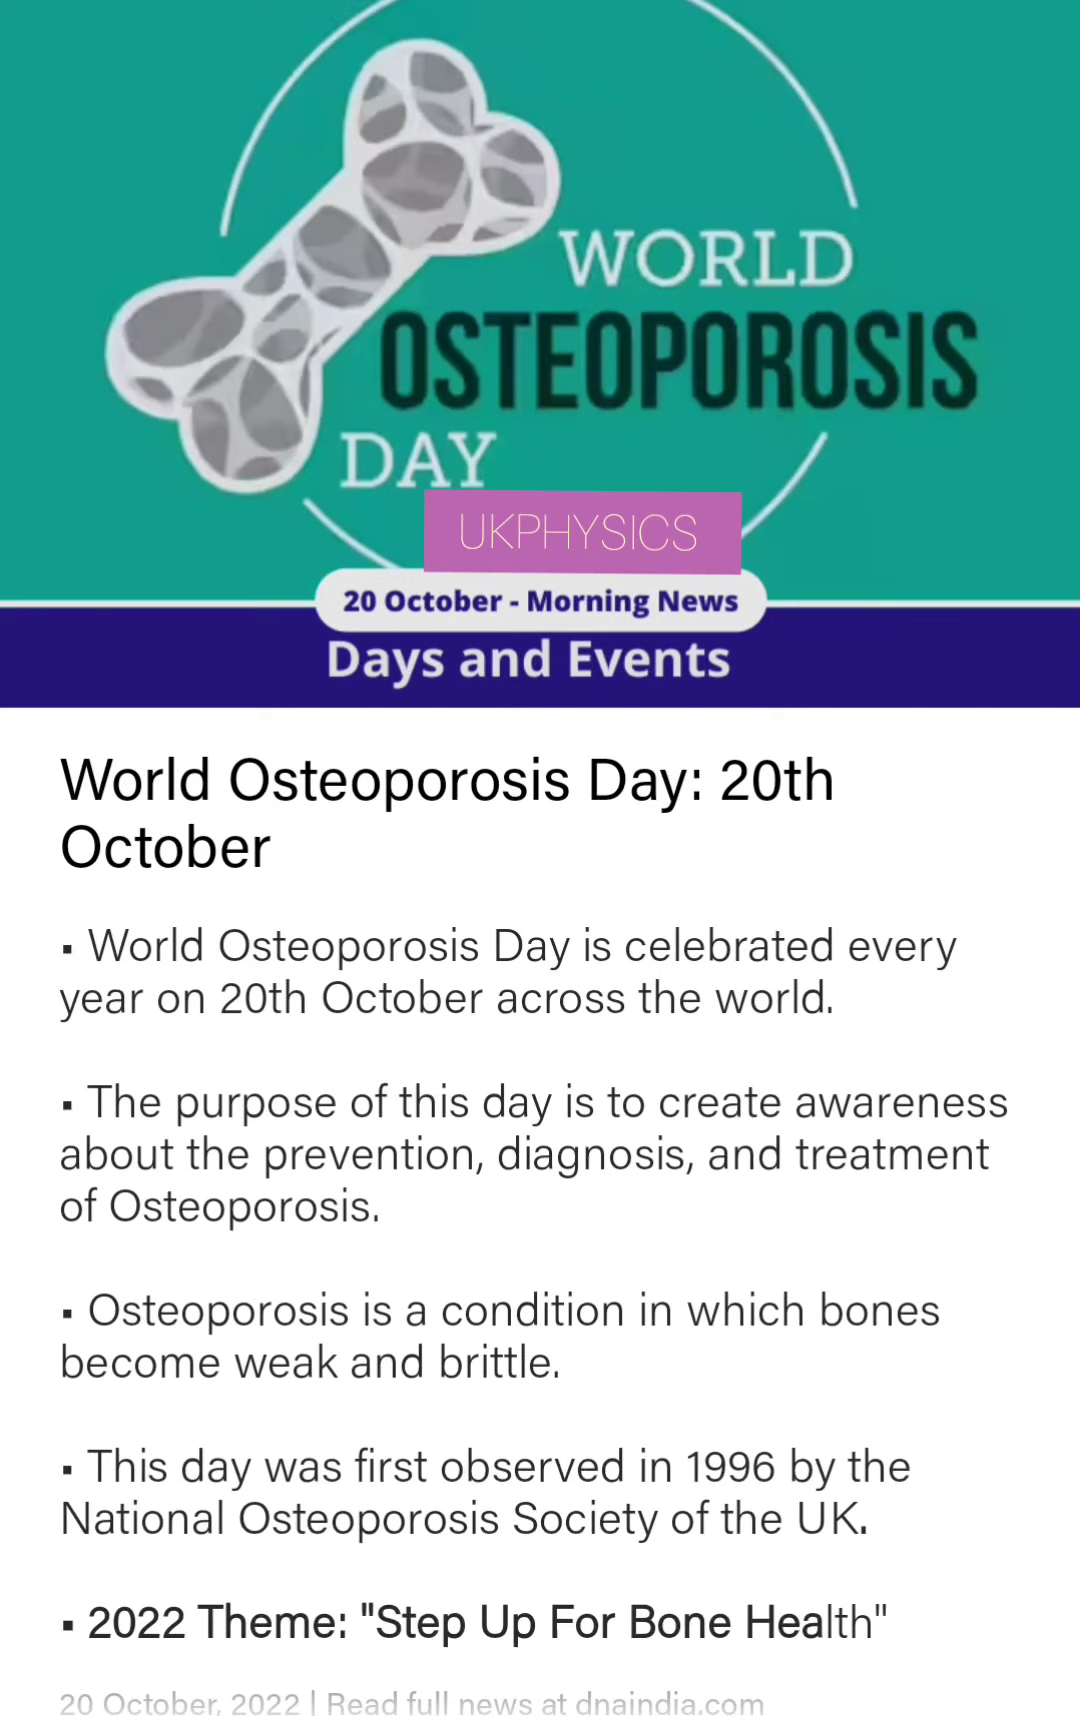 WORLD
OSTEOPOROSIS
DAY
UKPHYSICS
20 October - Morning News
Days and Events
World Osteoporosis Day: 20th
October
▪ World Osteoporosis Day is celebrated every
year on 20th October across the world.
▪ The purpose of this day is to create awareness
about the prevention, diagnosis, and treatment
of Osteoporosis.
▪ Osteoporosis is a condition in which bones
become weak and brittle.
▪ This day was first observed in 1996 by the
National Osteoporosis Society of the UK.
▪ 2022 Theme: "Step Up For Bone Health"
20 October, 2022 | Read full news at dnaindia.com